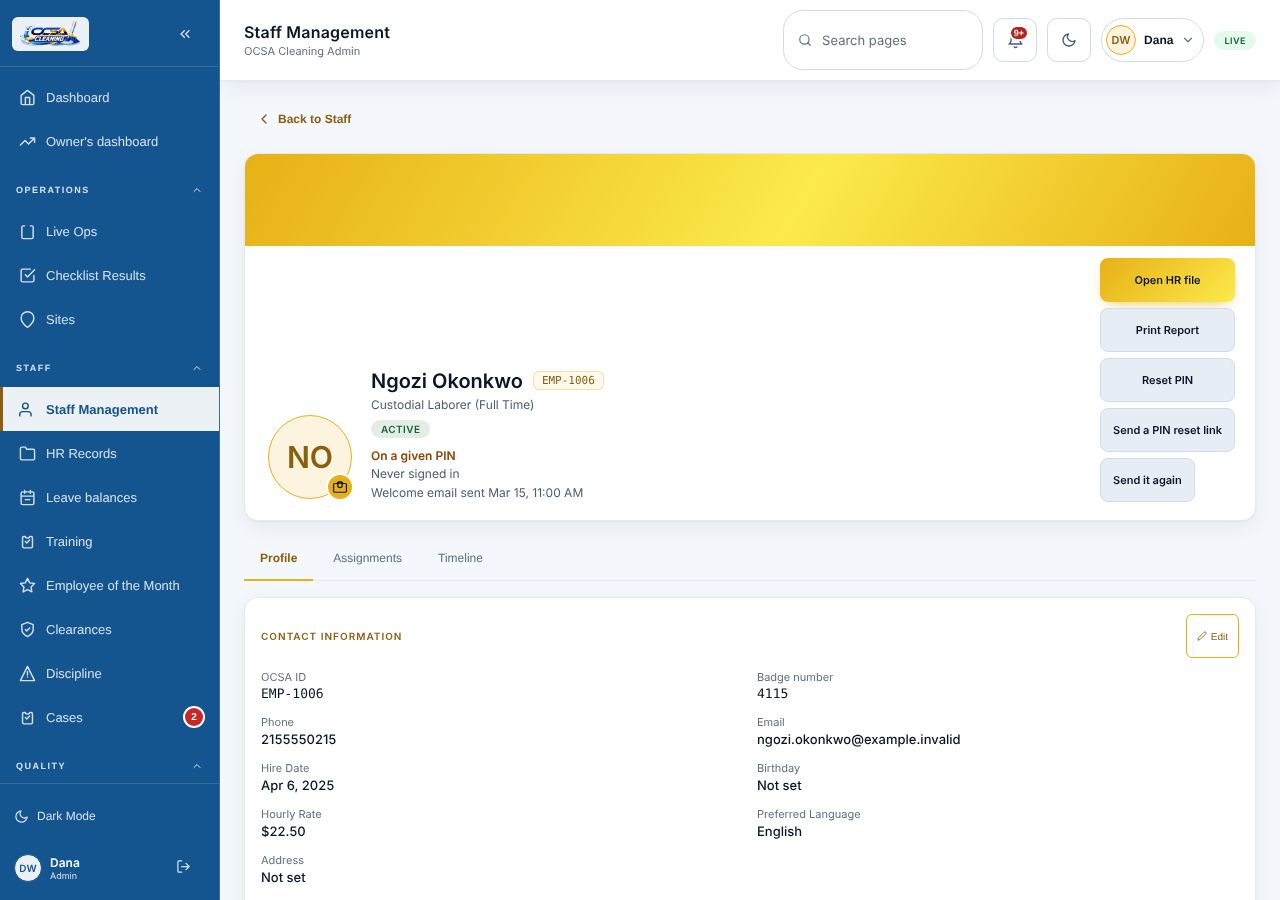 OCSA
CLEANING
Dashboard
Owner's dashboard
OPERATIONS
Live Ops
Checklist Results
Sites
STAFF
Staff Management
HR Records
Leave balances
Training
Employee of the Month
Clearances
Discipline
Cases
2
QUALITY
Dark Mode
DW
Dana
Admin
Staff Management
OCSA Cleaning Admin
Search pages
9+
DW
Dana
LIVE
Back to Staff
Open HR file
Print Report
Reset PIN
Send a PIN reset link
Send it again
NO
Ngozi Okonkwo
EMP-1006
Custodial Laborer (Full Time)
ACTIVE
On a given PIN
Never signed in
Welcome email sent Mar 15, 11:00 AM
Profile
Assignments
Timeline
CONTACT INFORMATION
Edit
OCSA ID
EMP-1006
Badge number
4115
Phone
2155550215
Email
ngozi.okonkwo@example.invalid
Hire Date
Apr 6, 2025
Birthday
Not set
Hourly Rate
$22.50
Preferred Language
English
Address
Not set